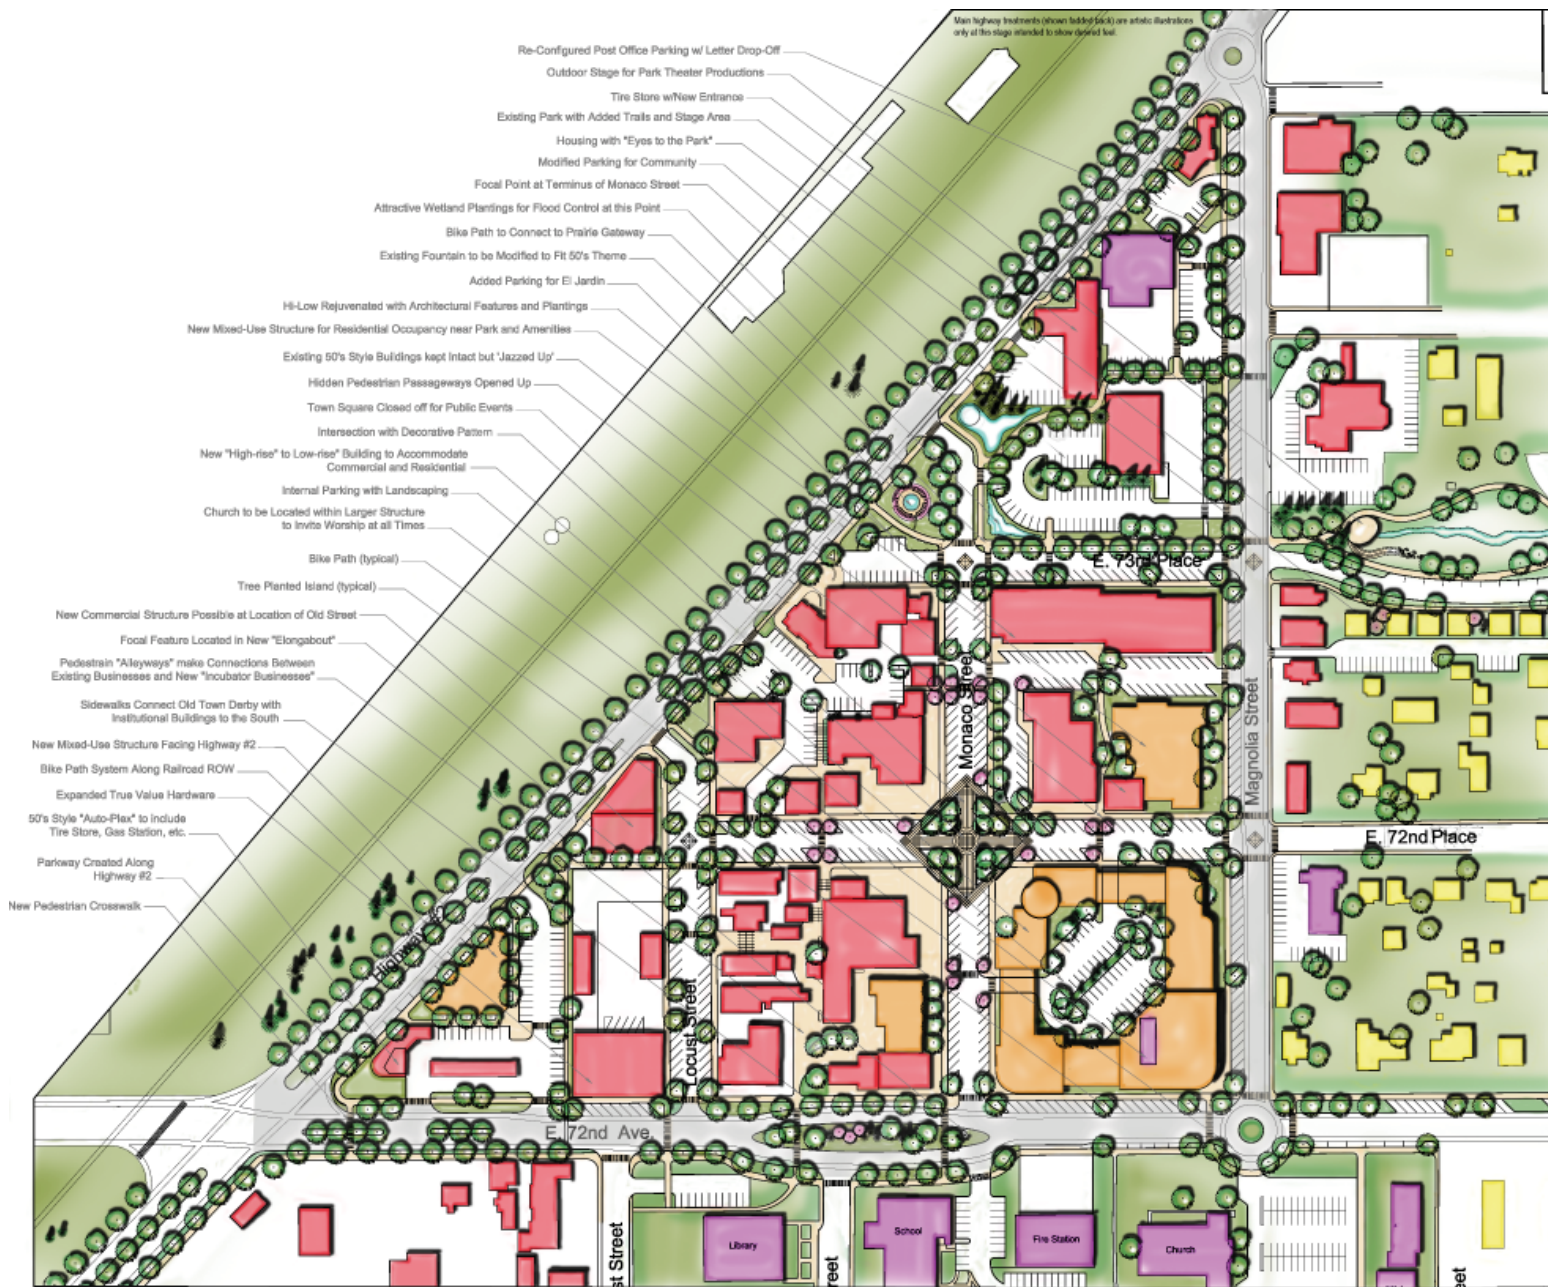 Main highway treatments (shown faded back) are artistic illustrations
only at this stage intended to show desired feel.
Re-Configured Post Office Parking w/ Letter Drop-Off
Outdoor Stage for Park Theater Productions
Tire Store w/New Entrance
Existing Park with Added Trails and Stage Area
Housing with "Eyes to the Park"
Modified Parking for Community
Focal Point at Terminus of Monaco Street
Attractive Wetland Plantings for Flood Control at this Point
Bike Path to Connect to Prairie Gateway
Existing Fountain to be Modified to Fit 50's Theme
Added Parking for El Jardin
Hi-Low Rejuvenated with Architectural Features and Plantings
New Mixed-Use Structure for Residential Occupancy near Park and Amenities
Existing 50's Style Buildings kept Intact but 'Jazzed Up'
Hidden Pedestrian Passageways Opened Up
Town Square Closed off for Public Events
Intersection with Decorative Pattern
New "High-rise" to Low-rise" Building to Accommodate
Commercial and Residential
Internal Parking with Landscaping
Church to be Located within Larger Structure
to Invite Worship at all Times
Bike Path (typical)
Tree Planted Island (typical)
New Commercial Structure Possible at Location of Old Street
Focal Feature Located in New "Elongabout"
Pedestrain "Alleyways" make Connections Between
Existing Businesses and New "Incubator Businesses"
Sidewalks Connect Old Town Derby with
Institutional Buildings to the South
New Mixed-Use Structure Facing Highway #2
Bike Path System Along Railroad ROW
Expanded True Value Hardware
50's Style "Auto-Plex" to include
Tire Store, Gas Station, etc.
Parkway Created Along
Highway #2
New Pedestrian Crosswalk
E. 73rd Place
Monaco Street
Magnolia Street
E. 72nd Place
Highway
Locust Street
E. 72nd Ave.
Library
School
Fire Station
Church
st Street
reet
eet